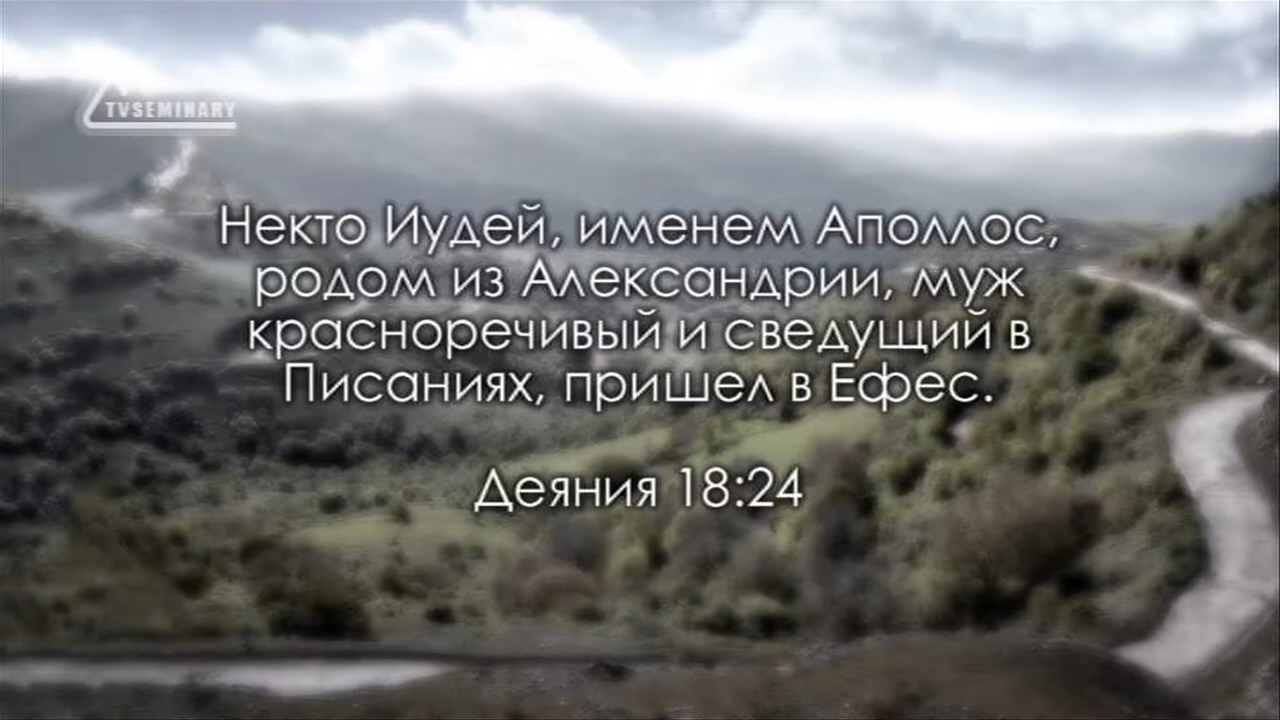 TVSEMINARY
Некто Иудей, именем Аполлос,
родом из Александрии, муж
красноречивый и сведущий в
Писаниях, пришел в Ефес.
Деяния 18:24